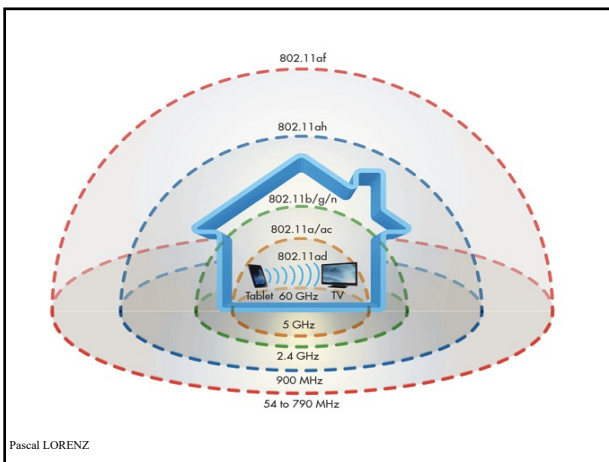 802.11af
802.11ah
802.11b/g/n
802.11a/ac
802.11ad
Tablet 60 GHz TV
5 GHz
2.4 GHz
900 MHz
54 to 790 MHz
Pascal LORENZ